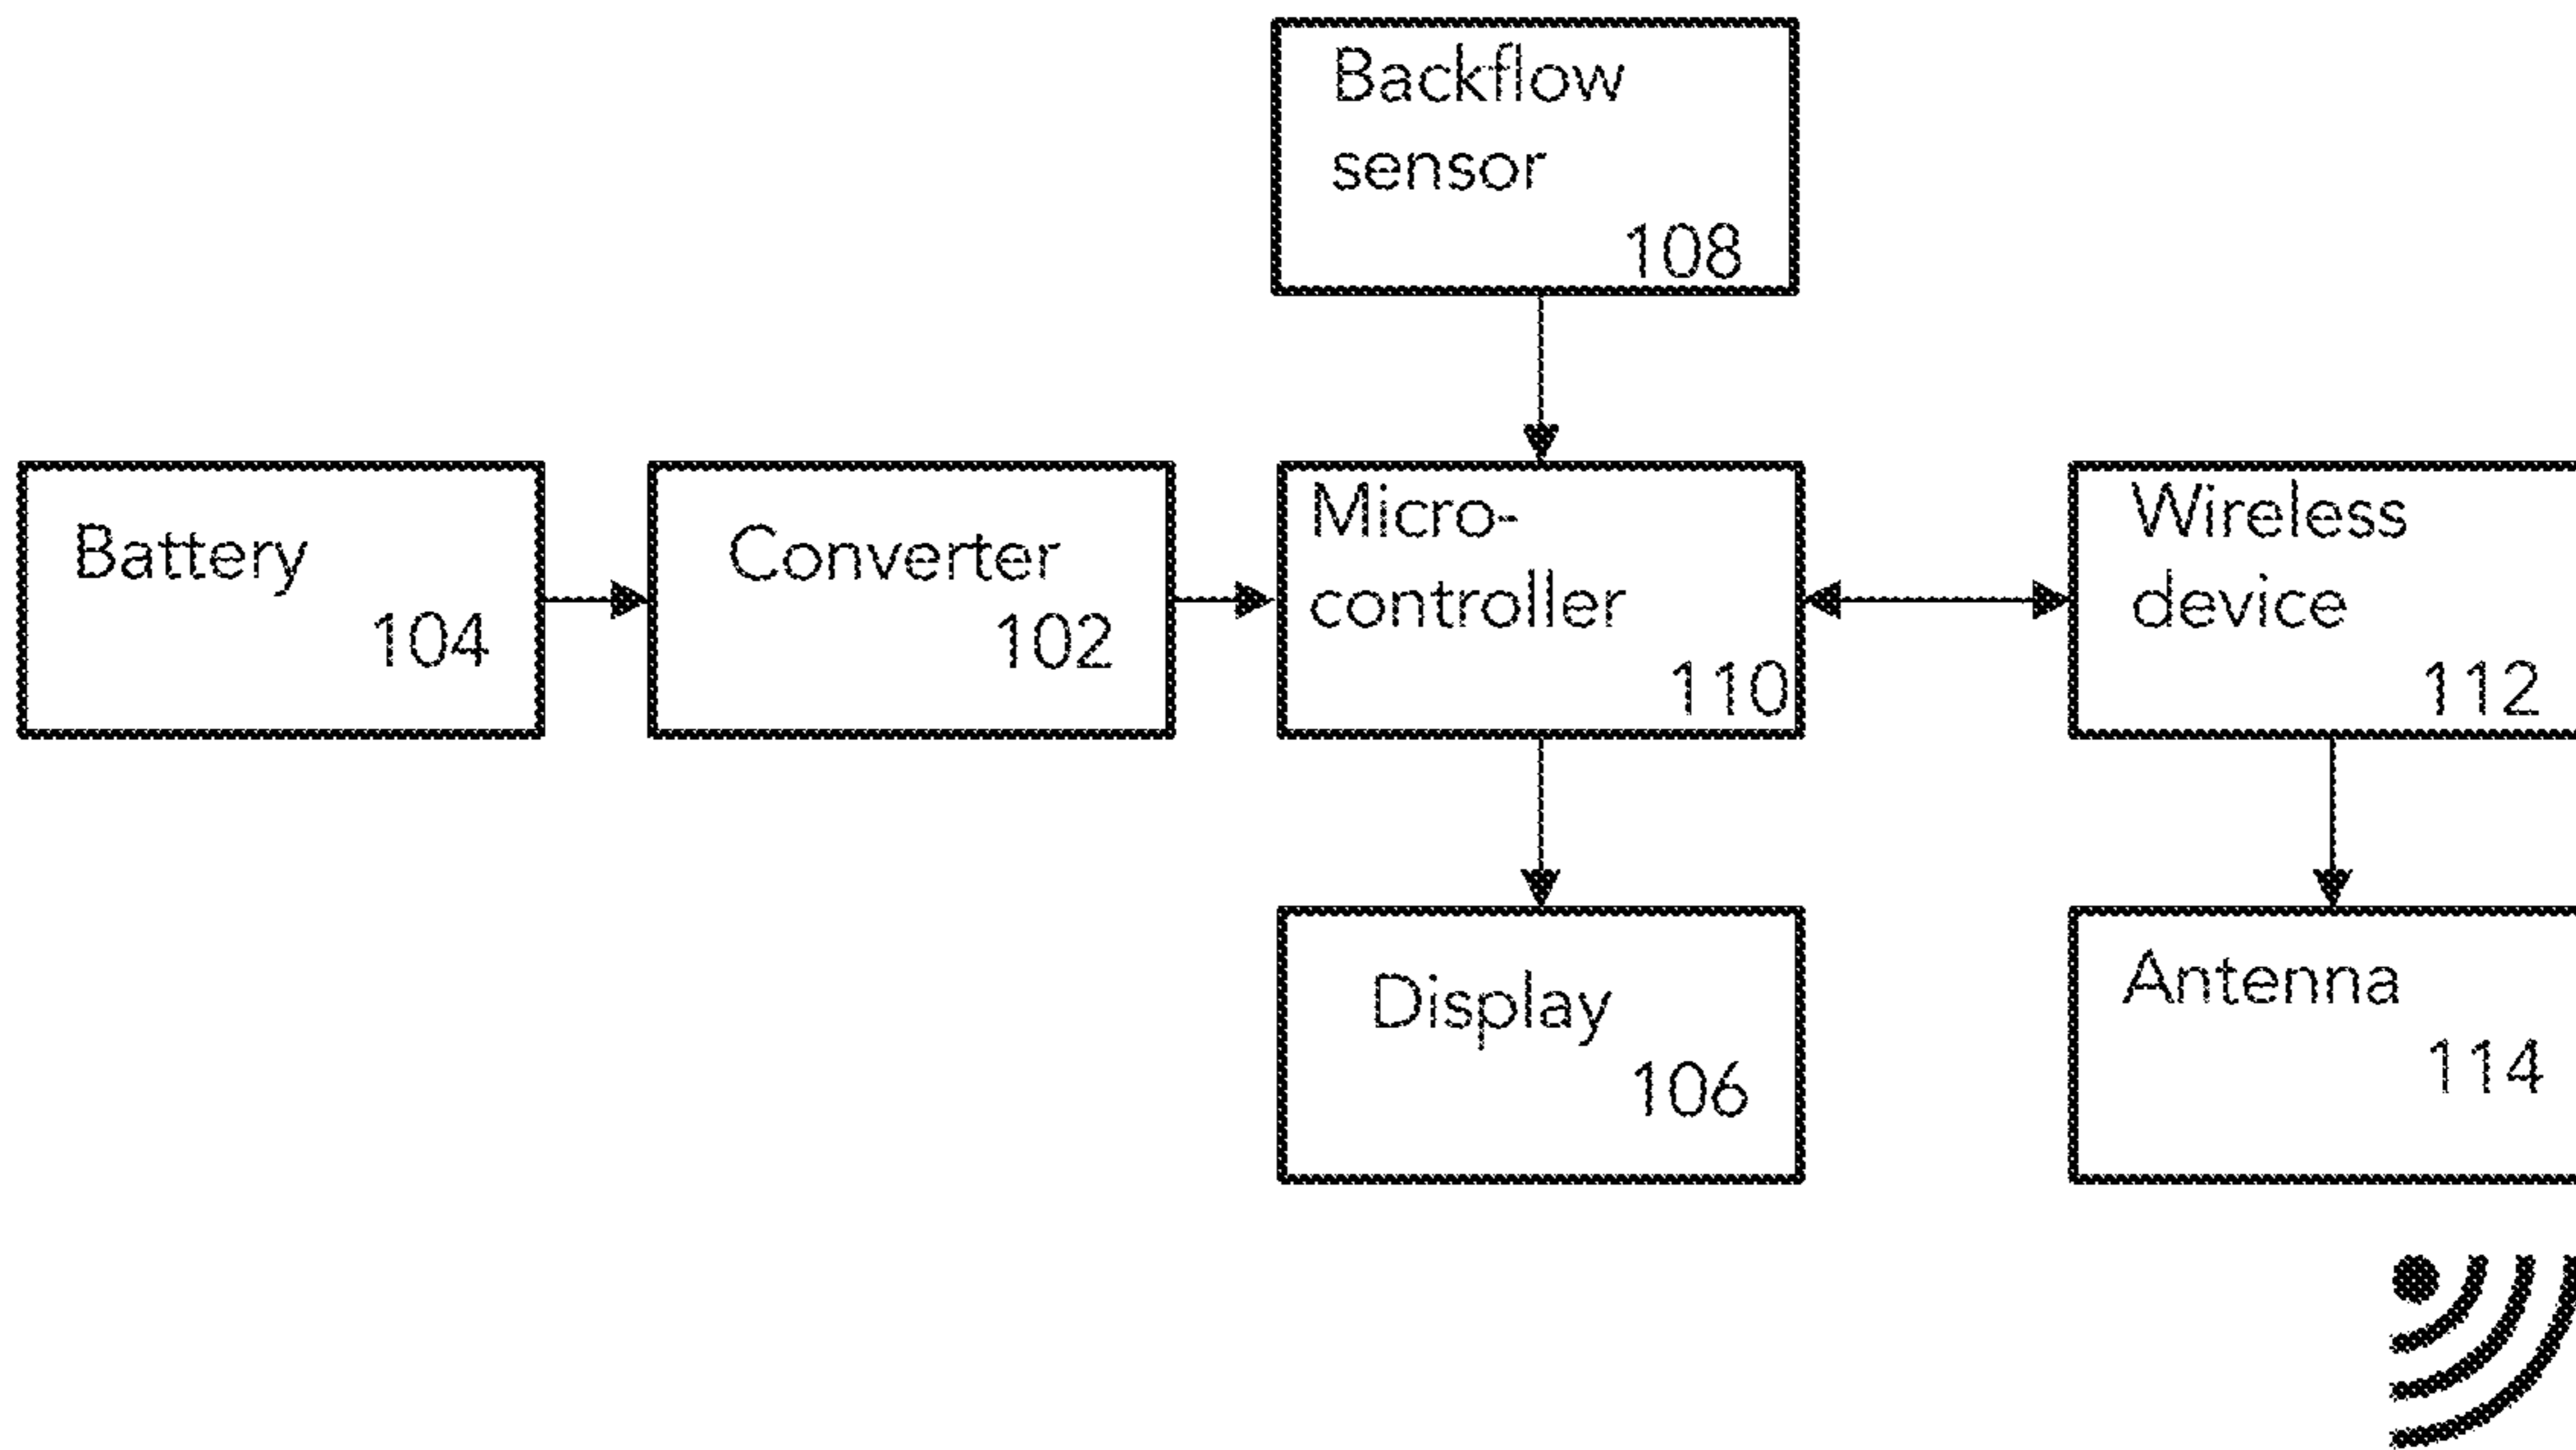 Backflow
sensor
108
Battery
104
Converter
102
Micro-
controller
110
Wireless
device
112
Display
106
Antenna
114